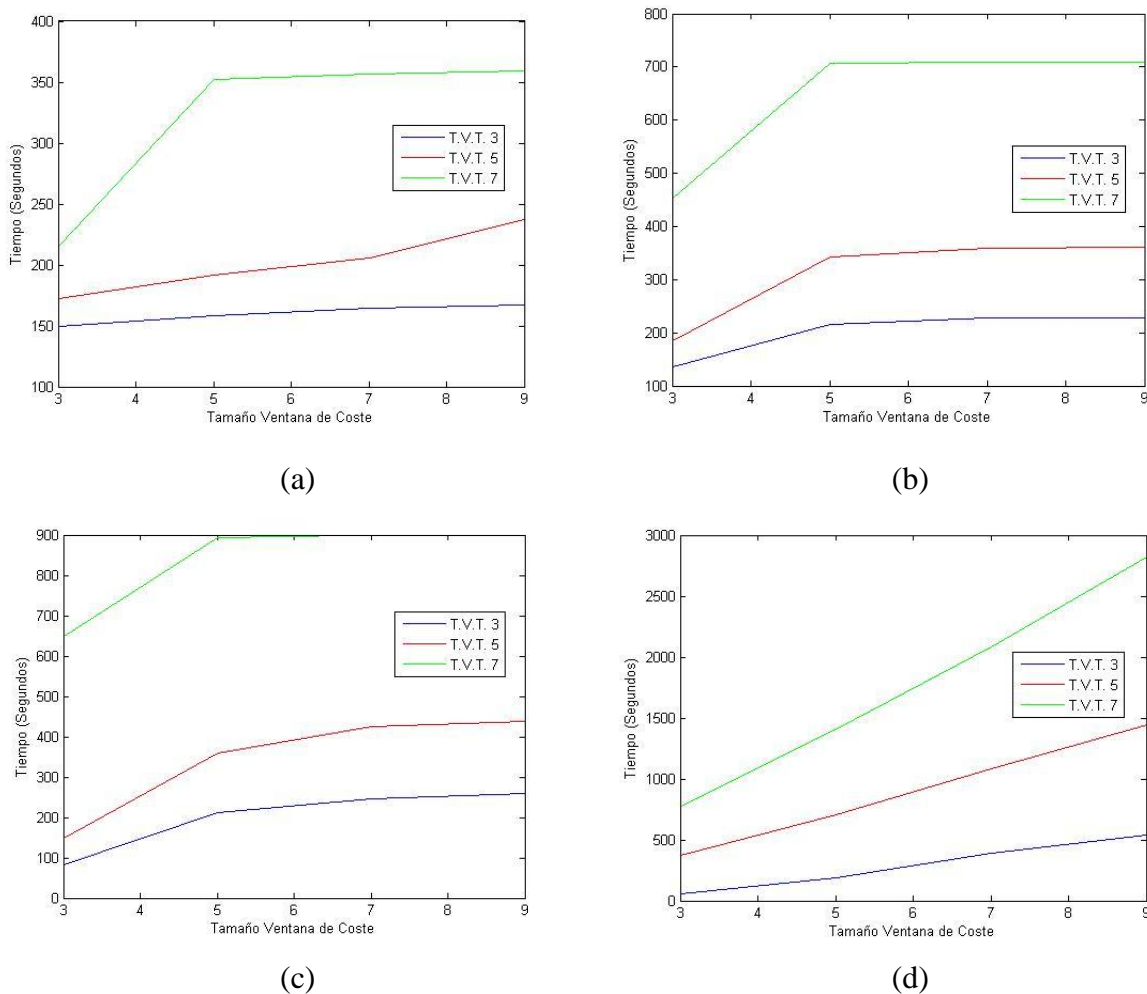 400
350
300
250
200
150
100
Tiempo (Segundos)
T.V.T. 3
T.V.T. 5
T.V.T. 7
3 4 5 6 7 8 9
Tamaño Ventana de Coste
(a)
800
700
600
500
400
300
200
100
Tiempo (Segundos)
T.V.T. 3
T.V.T. 5
T.V.T. 7
3 4 5 6 7 8 9
Tamaño Ventana de Coste
(b)
900
800
700
600
500
400
300
200
100
0
Tiempo (Segundos)
T.V.T. 3
T.V.T. 5
T.V.T. 7
3 4 5 6 7 8 9
Tamaño Ventana de Coste
(c)
3000
2500
2000
1500
1000
500
0
Tiempo (Segundos)
T.V.T. 3
T.V.T. 5
T.V.T. 7
3 4 5 6 7 8 9
Tamaño Ventana de Coste
(d)